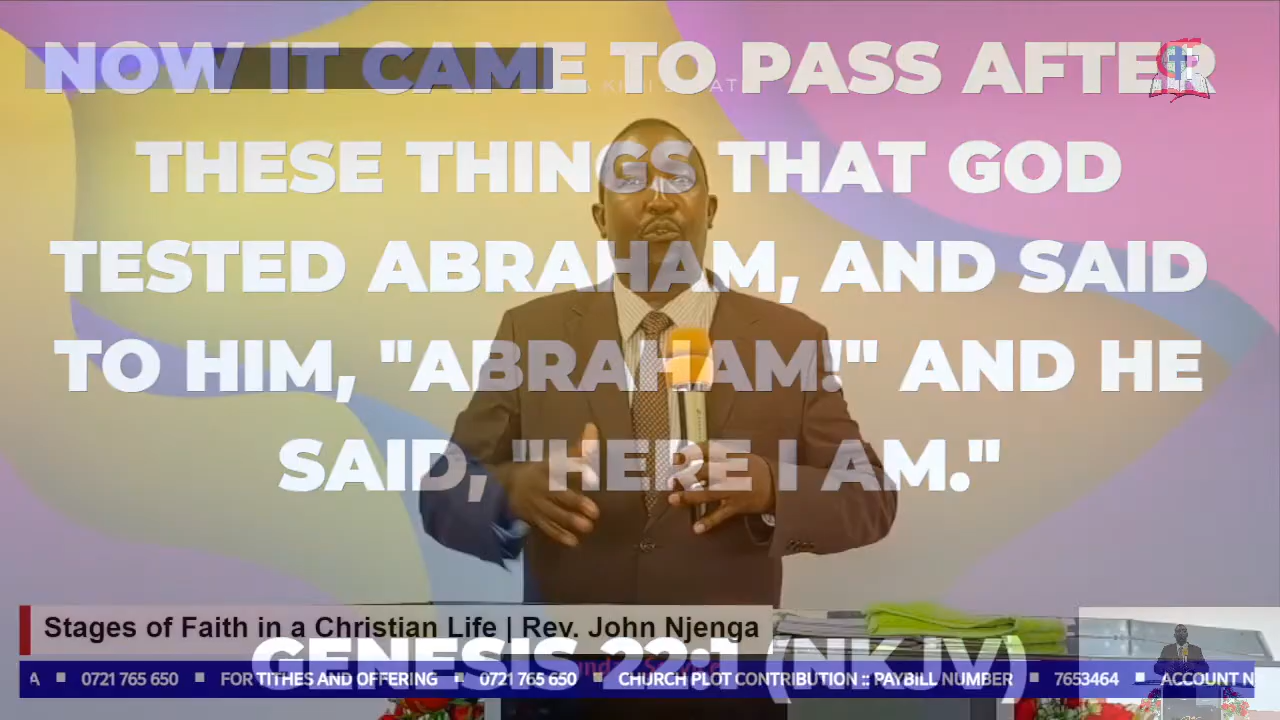 NOW IT CAME TO PASS AFTER
THESE THINGS THAT GOD
TESTED ABRAHAM, AND SAID
TO HIM, "ABRAHAM!" AND HE
SAID, "HERE I AM."
Stages of Faith in a Christian Life | Rev. John Njenga
GENESIS 22:1 (NKJV)
A ▪ 0721 765 650 ▪ FOR TITHES AND OFFERING ▪ 0721 765 650 ▪ CHURCH PLOT CONTRIBUTION :: PAYBILL NUMBER ▪ 7653464 ▪ ACCOUNT N